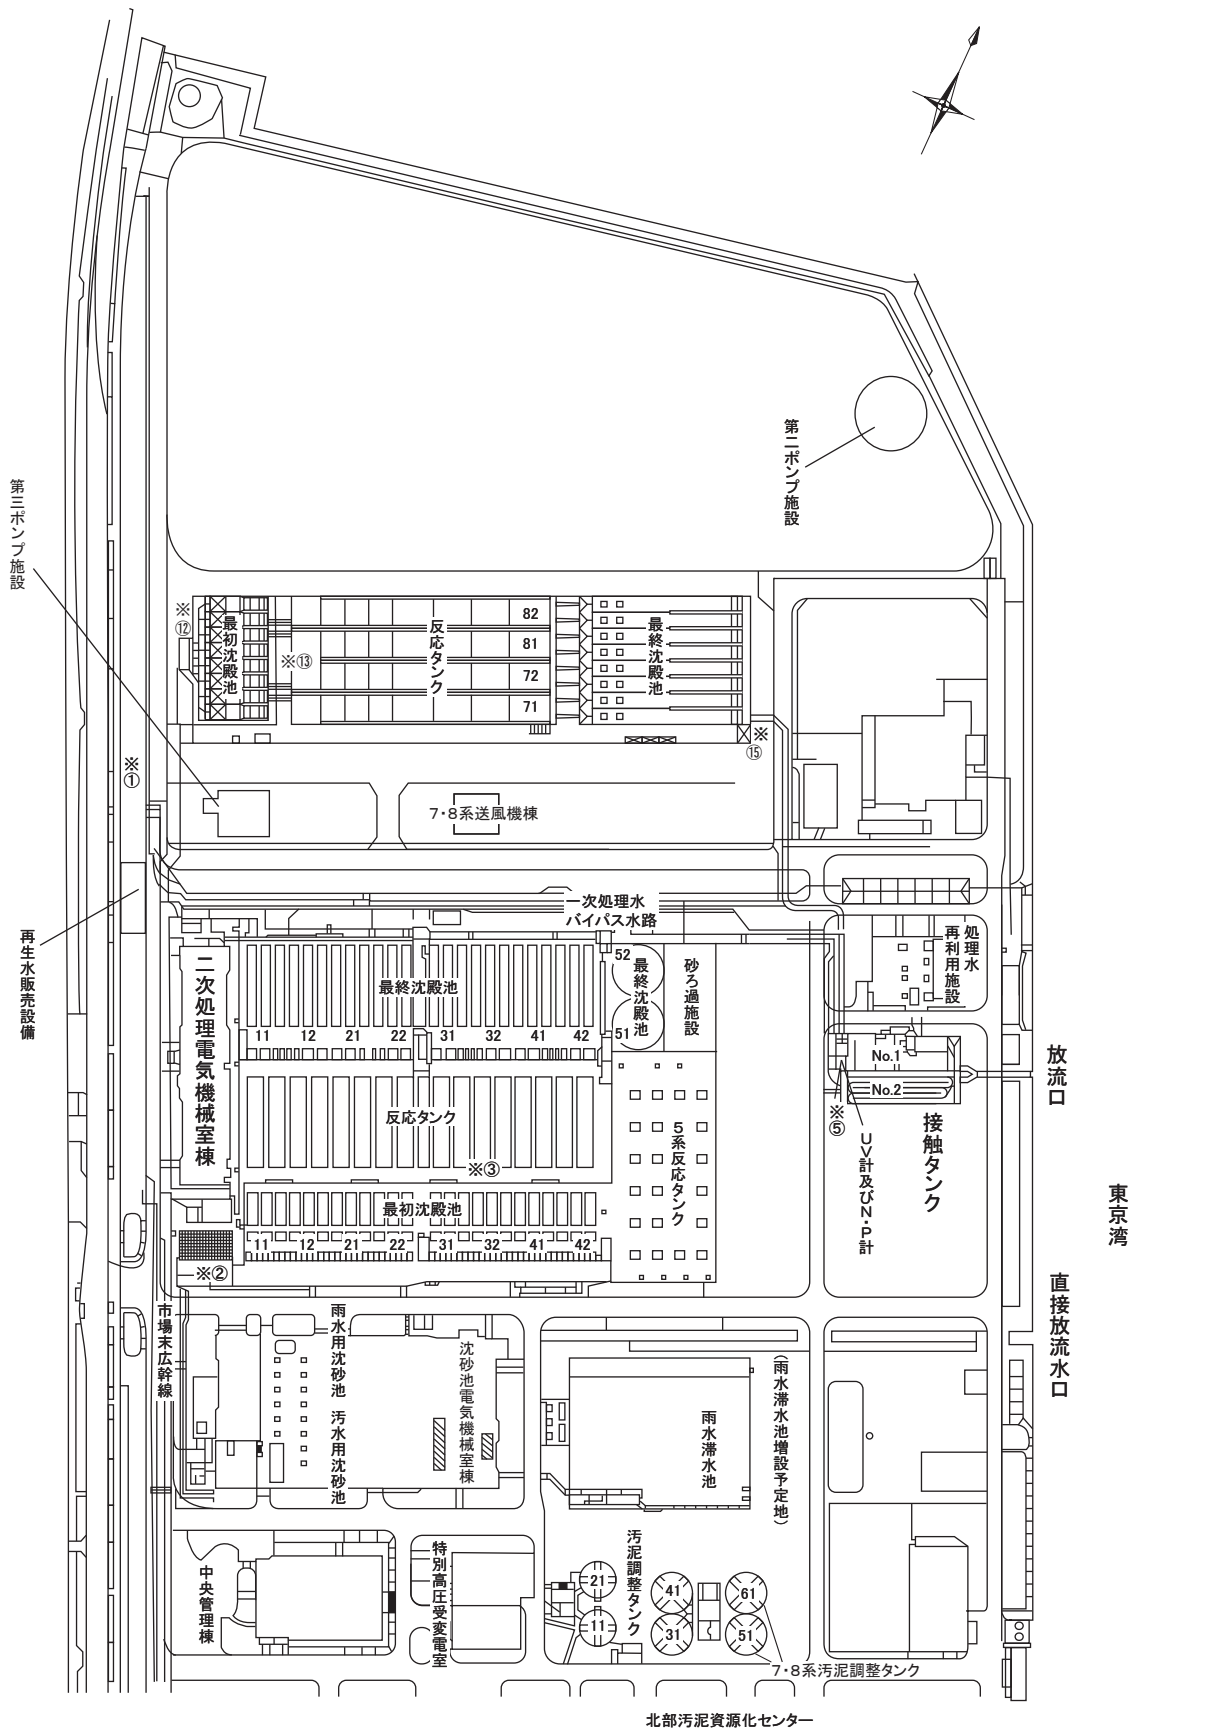 第二ポンプ施設
第三ポンプ施設
※⑫
最初沈殿池
※⑬
反応タンク
82
81
72
71
最終沈殿池
※⑮
※①
7・8系送風機棟
再生水販売設備
一次処理水
バイパス水路
二次処理電気機械室棟
最終沈殿池
11 12 21 22 31 32 41 42
52
最終沈殿池
51
砂ろ過施設
処理水
再利用施設
No.1
No.2
※⑤
UV計及びN・P計
接触タンク
放流口
反応タンク
※③
5系反応タンク
最初沈殿池
11 12 21 22 31 32 41 42
※②
東京湾
直接放流水口
市場末広幹線
雨水用沈砂池
汚水用沈砂池
沈砂池電気機械室棟
雨水滞水池
（雨水滞水池増設予定地）
中央管理棟
特別高圧受変電室
汚泥調整タンク
21
11
41
31
61
51
7・8系汚泥調整タンク
北部汚泥資源化センター